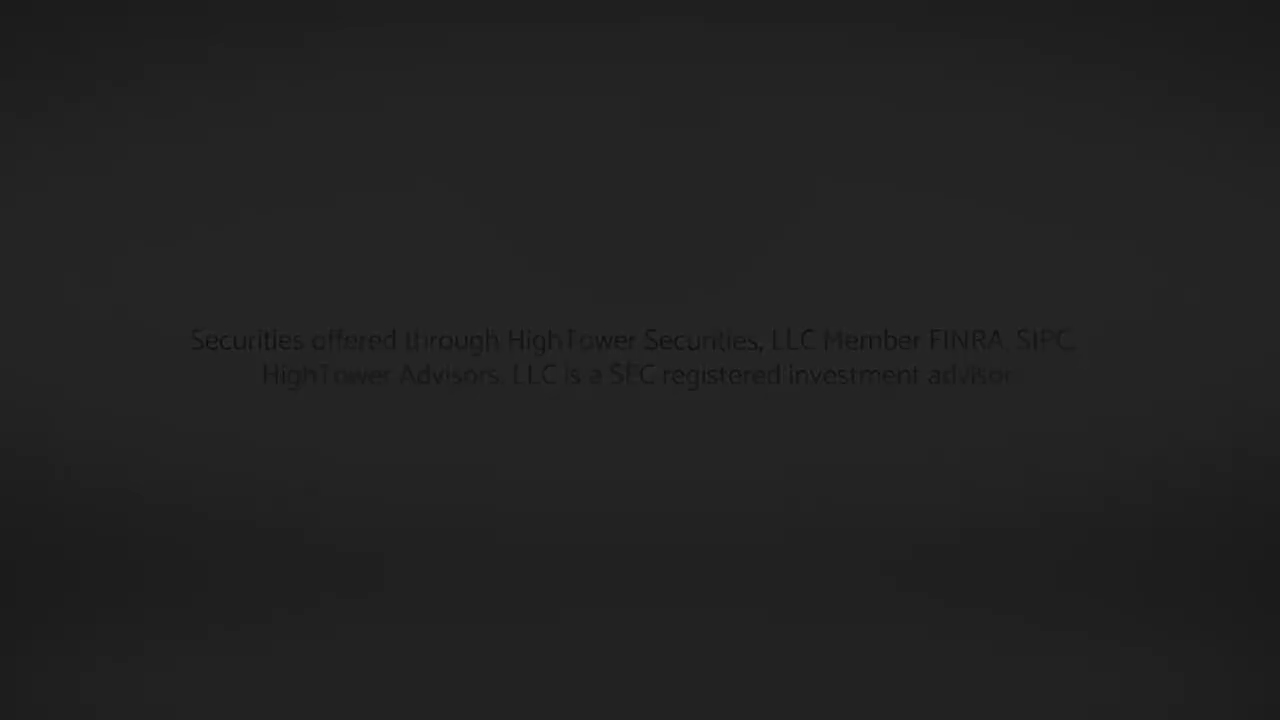 Securities offered through HighTower Securities, LLC Member FINRA, SIPC.
HighTower Advisors, LLC is a SEC registered investment advisor.